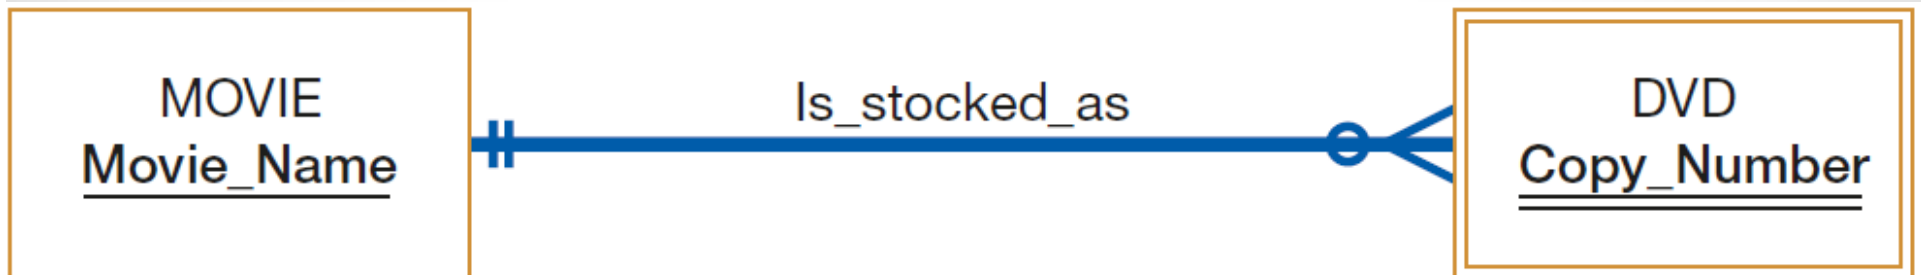 MOVIE
Movie_Name
Is_stocked_as
DVD
Copy_Number